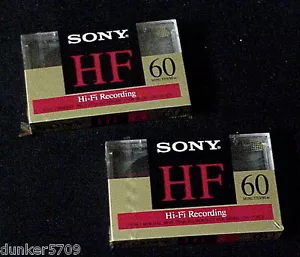 SONY
HF
60
Hi-Fi Recording
SONY
HF
60
Hi-Fi Recording
dunker5709